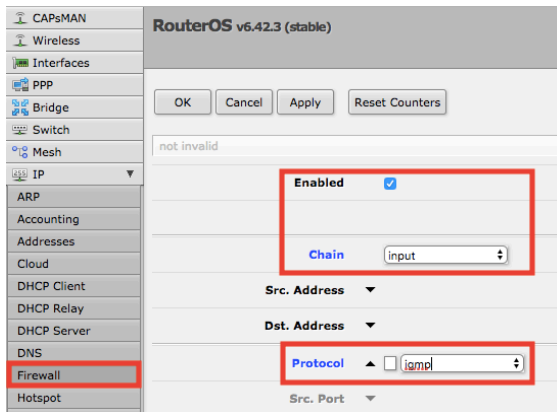 CAPsMAN
Wireless
Interfaces
PPP
Bridge
Switch
Mesh
IP
ARP
Accounting
Addresses
Cloud
DHCP Client
DHCP Relay
DHCP Server
DNS
Firewall
Hotspot
RouterOS v6.42.3 (stable)
OK Cancel Apply Reset Counters
not invalid
Enabled
Chain input
Src. Address
Dst. Address
Protocol igmp
Src. Port